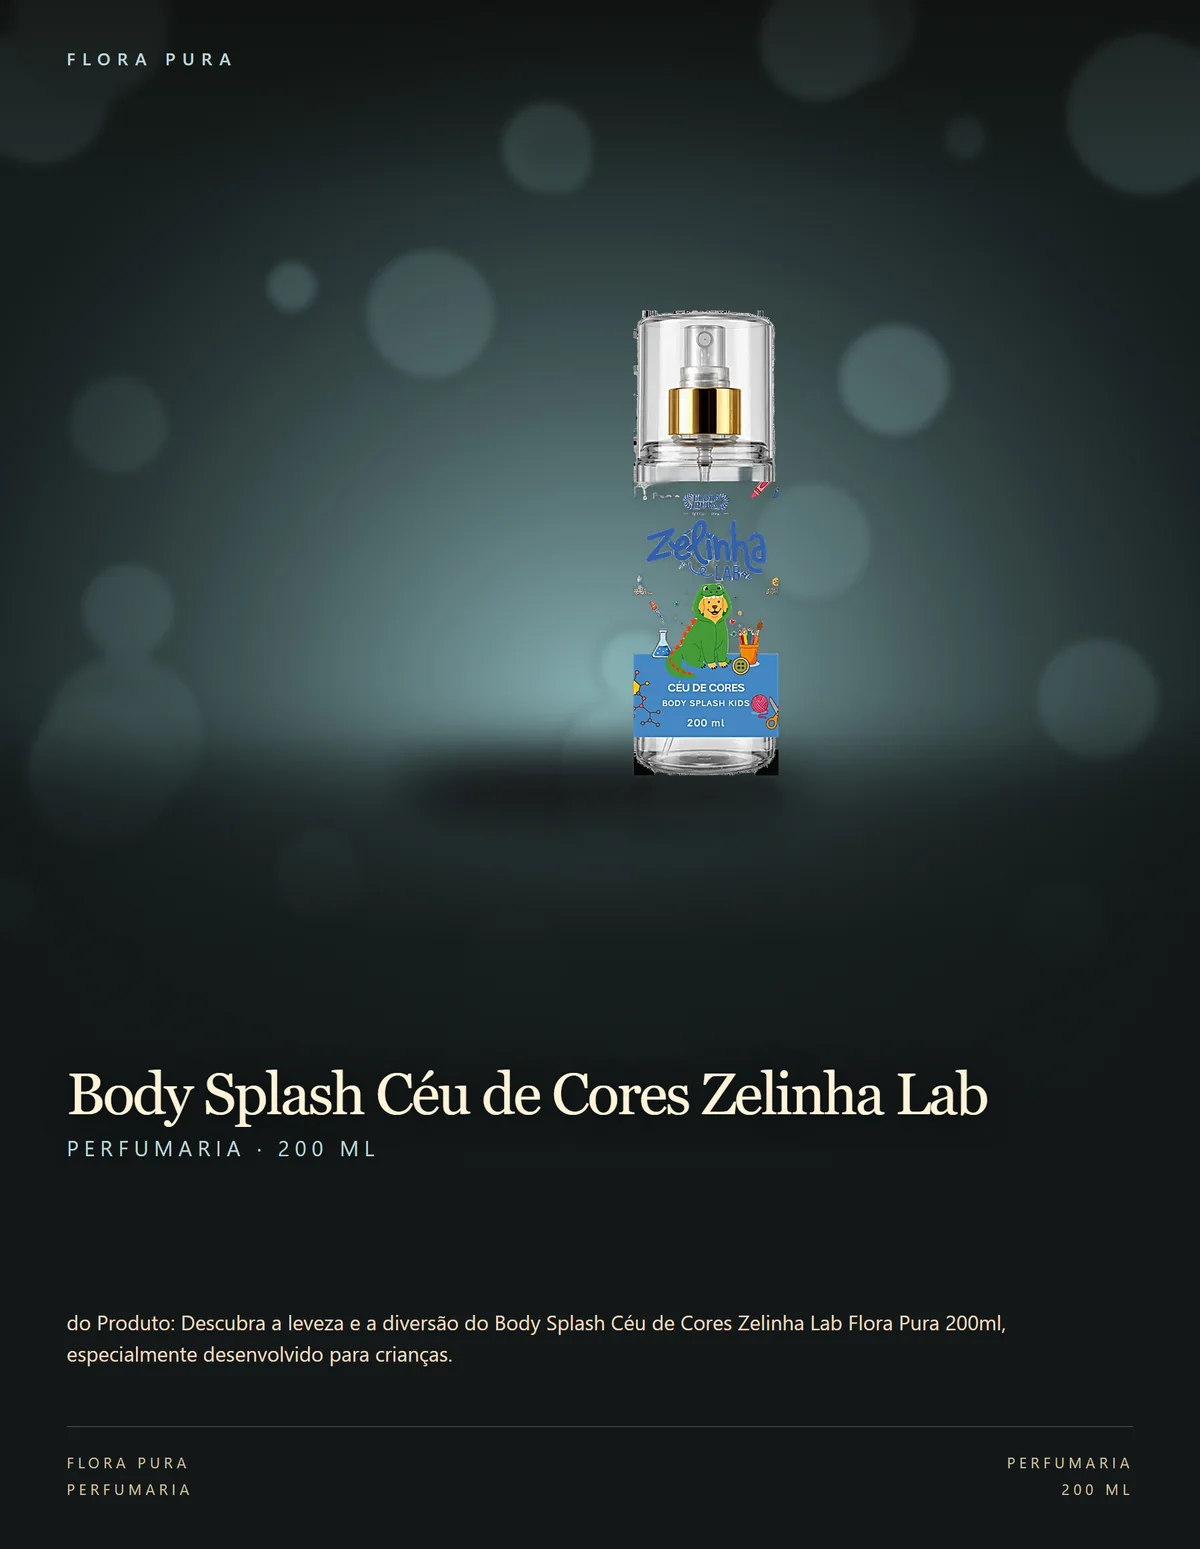 FLORA PURA
Zelinha
LAB
CÉU DE CORES
BODY SPLASH KIDS
200 ml
Body Splash Céu de Cores Zelinha Lab
PERFUMARIA · 200 ML
do Produto: Descubra a leveza e a diversão do Body Splash Céu de Cores Zelinha Lab Flora Pura 200ml,
especialmente desenvolvido para crianças.
FLORA PURA
PERFUMARIA
PERFUMARIA
200 ML